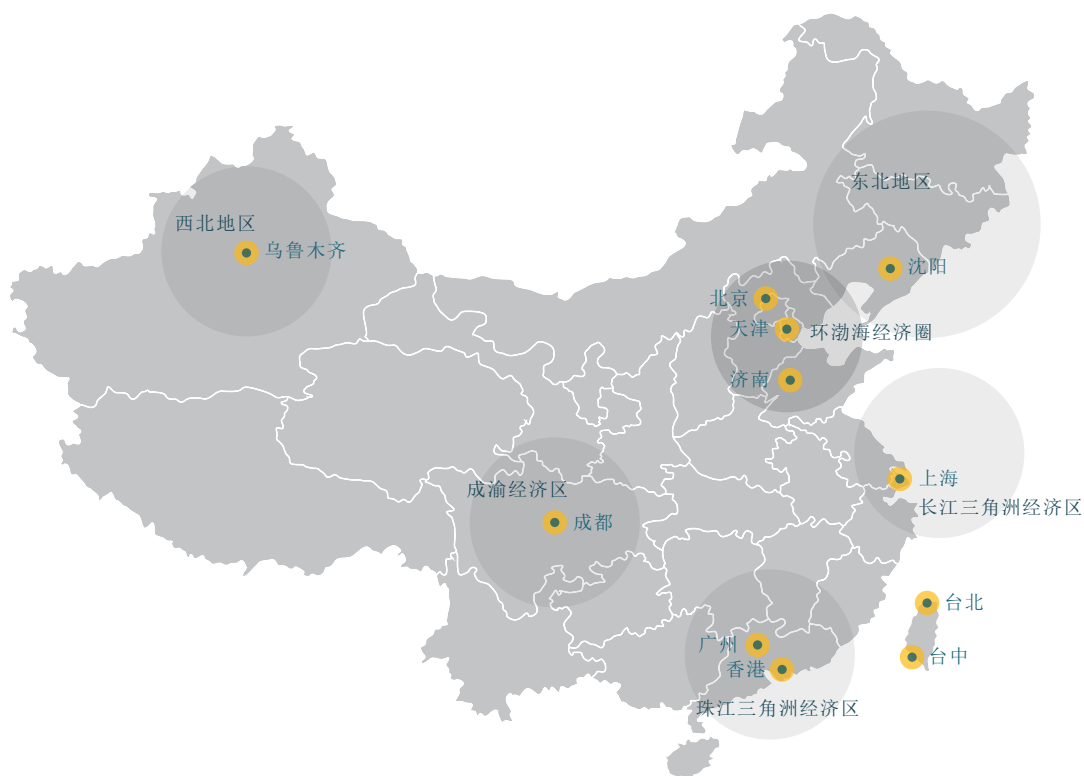 东北地区
西北地区
乌鲁木齐
沈阳
北京
天津
环渤海经济圈
济南
上海
成渝经济区
长江三角洲经济区
成都
台北
广州
台中
香港
珠江三角洲经济区